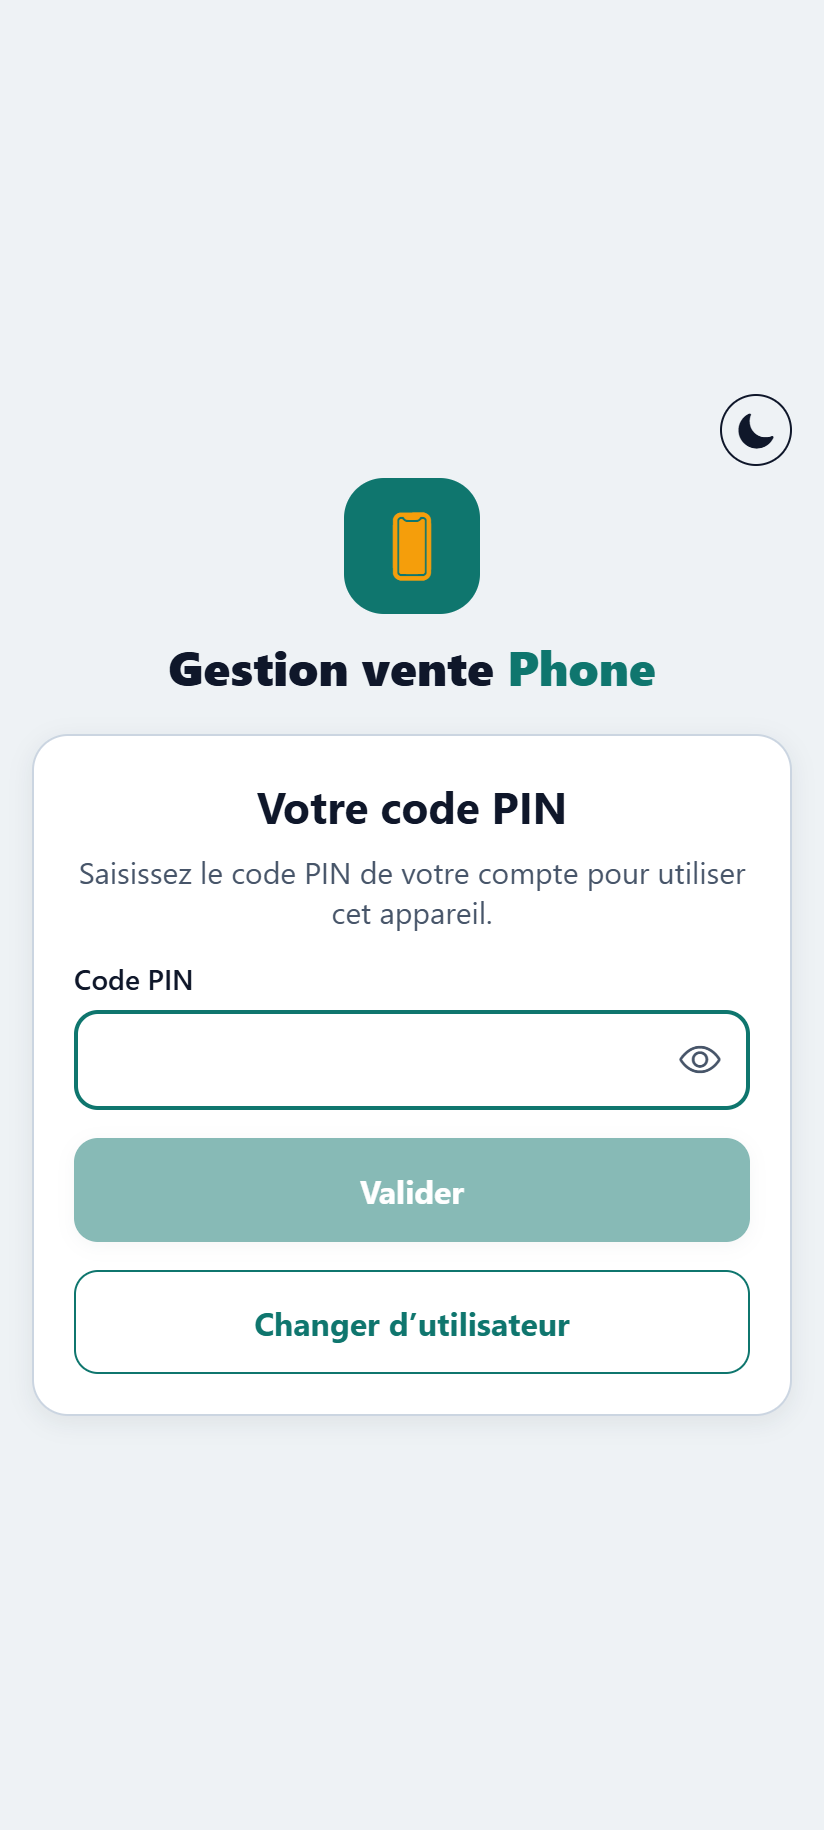 Gestion vente Phone
Votre code PIN
Saisissez le code PIN de votre compte pour utiliser
cet appareil.
Code PIN
Valider
Changer d’utilisateur